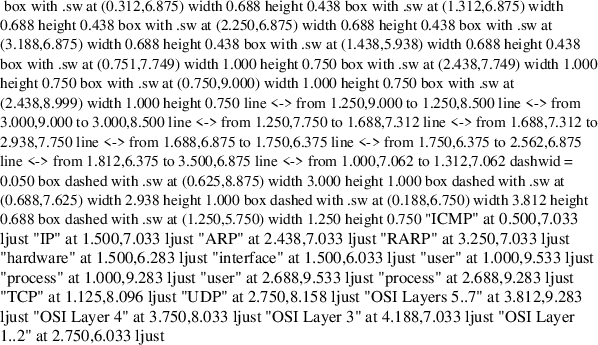 box with .sw at (0.312,6.875) width 0.688 height 0.438 box with .sw at (1.312,6.875) width
0.688 height 0.438 box with .sw at (2.250,6.875) width 0.688 height 0.438 box with .sw at
(3.188,6.875) width 0.688 height 0.438 box with .sw at (1.438,5.938) width 0.688 height 0.438
box with .sw at (0.751,7.749) width 1.000 height 0.750 box with .sw at (2.438,7.749) width 1.000
height 0.750 box with .sw at (0.750,9.000) width 1.000 height 0.750 box with .sw at
(2.438,8.999) width 1.000 height 0.750 line <-> from 1.250,9.000 to 1.250,8.500 line <-> from
3.000,9.000 to 3.000,8.500 line <-> from 1.250,7.750 to 1.688,7.312 line <-> from 1.688,7.312 to
2.938,7.750 line <-> from 1.688,6.875 to 1.750,6.375 line <-> from 1.750,6.375 to 2.562,6.875
line <-> from 1.812,6.375 to 3.500,6.875 line <-> from 1.000,7.062 to 1.312,7.062 dashwid =
0.050 box dashed with .sw at (0.625,8.875) width 3.000 height 1.000 box dashed with .sw at
(0.688,7.625) width 2.938 height 1.000 box dashed with .sw at (0.188,6.750) width 3.812 height
0.688 box dashed with .sw at (1.250,5.750) width 1.250 height 0.750 "ICMP" at 0.500,7.033
ljust "IP" at 1.500,7.033 ljust "ARP" at 2.438,7.033 ljust "RARP" at 3.250,7.033 ljust
"hardware" at 1.500,6.283 ljust "interface" at 1.500,6.033 ljust "user" at 1.000,9.533 ljust
"process" at 1.000,9.283 ljust "user" at 2.688,9.533 ljust "process" at 2.688,9.283 ljust
"TCP" at 1.125,8.096 ljust "UDP" at 2.750,8.158 ljust "OSI Layers 5..7" at 3.812,9.283
ljust "OSI Layer 4" at 3.750,8.033 ljust "OSI Layer 3" at 4.188,7.033 ljust "OSI Layer
1..2" at 2.750,6.033 ljust